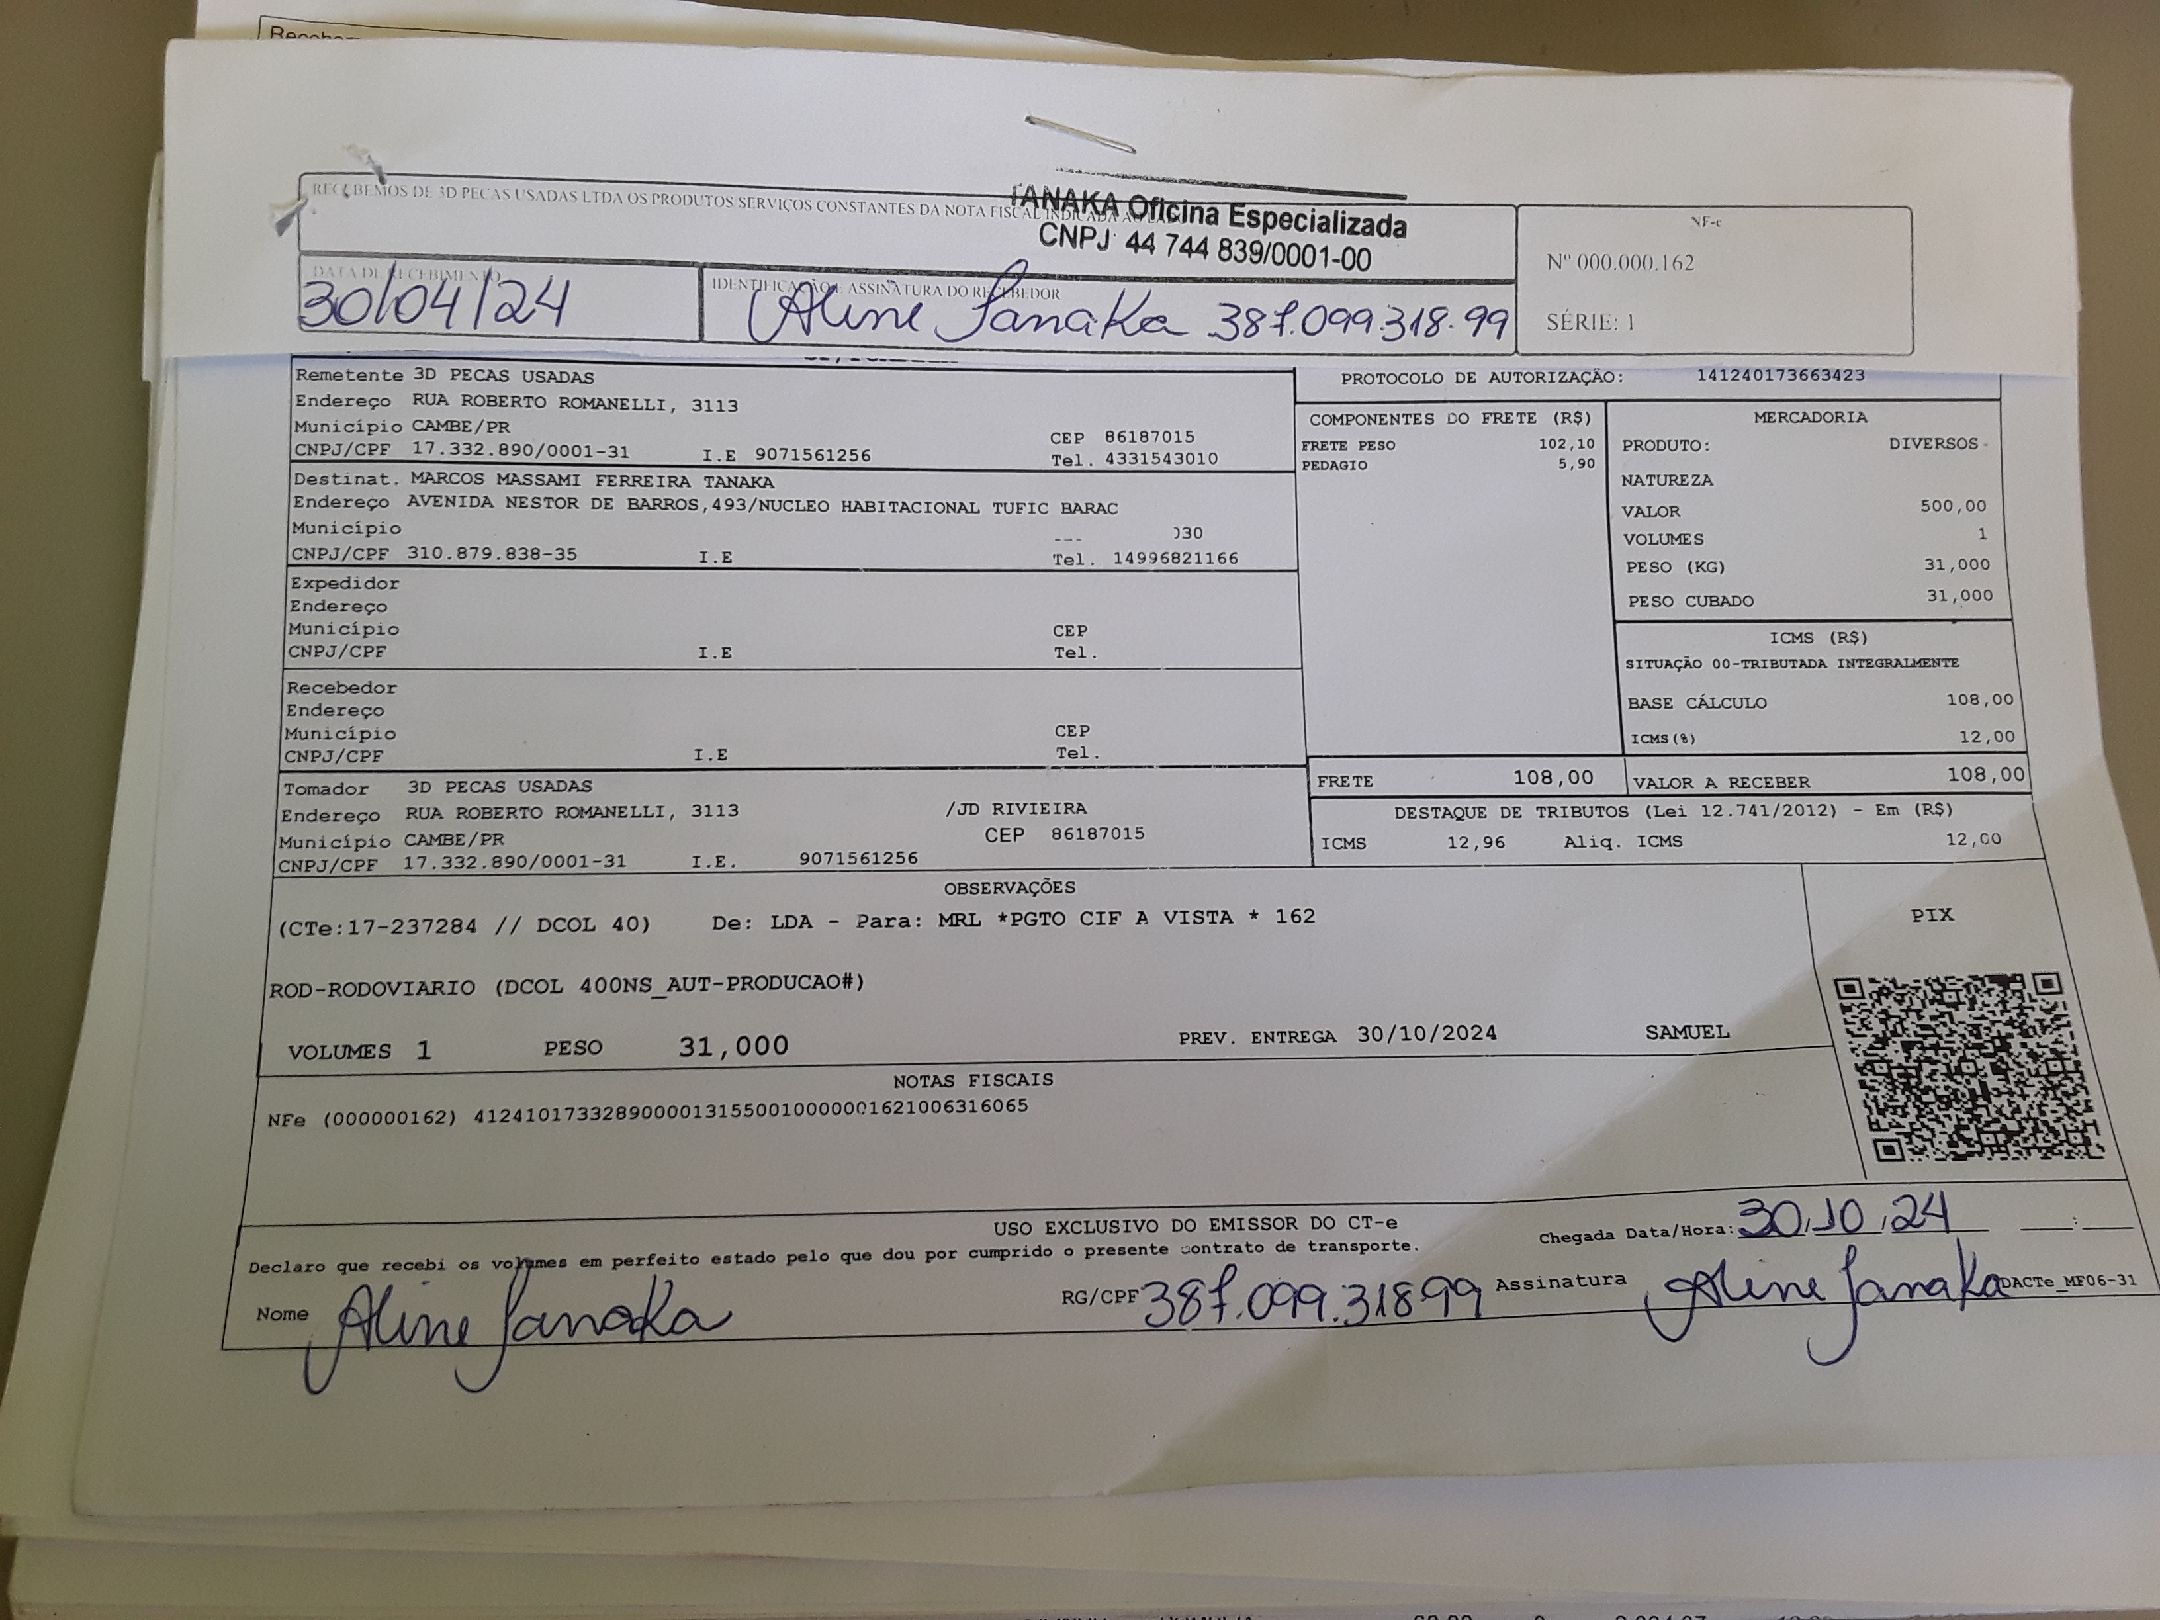 RECEBEMOS DE 3D PECAS USADAS LTDA OS PRODUTOS SERVIÇOS CONSTANTES DA NOTA FISCAL INDICADA AO
TANAKA Oficina Especializada
CNPJ 44 744 839/0001-00
NF-e
Nº 000.000.162
SÉRIE: 1
DATA DE RECEBIMENTO
30/04/24
IDENTIFICAÇÃO E ASSINATURA DO RECEBEDOR
Aline Tanaka 387.099.318-99
Remetente 3D PECAS USADAS
Endereço RUA ROBERTO ROMANELLI, 3113
Município CAMBE/PR CEP 86187015
CNPJ/CPF 17.332.890/0001-31 I.E 9071561256 Tel. 4331543010
PROTOCOLO DE AUTORIZAÇÃO: 141240173663423
Destinat. MARCOS MASSAMI FERREIRA TANAKA
Endereço AVENIDA NESTOR DE BARROS,493/NUCLEO HABITACIONAL TUFIC BARAC
Município 030
CNPJ/CPF 310.879.838-35 I.E Tel. 14996821166
Expedidor
Endereço
Município CEP
CNPJ/CPF I.E Tel.
Recebedor
Endereço
Município CEP
CNPJ/CPF I.E Tel.
Tomador 3D PECAS USADAS
Endereço RUA ROBERTO ROMANELLI, 3113 /JD RIVIEIRA
Município CAMBE/PR CEP 86187015
CNPJ/CPF 17.332.890/0001-31 I.E. 9071561256
COMPONENTES DO FRETE (R$)
FRETE PESO 102,10
PEDAGIO 5,90
MERCADORIA
PRODUTO: DIVERSOS
NATUREZA
VALOR 500,00
VOLUMES 1
PESO (KG) 31,000
PESO CUBADO 31,000
ICMS (R$)
SITUAÇÃO 00-TRIBUTADA INTEGRALMENTE
BASE CÁLCULO 108,00
ICMS(%) 12,00
FRETE 108,00 VALOR A RECEBER 108,00
DESTAQUE DE TRIBUTOS (Lei 12.741/2012) - Em (R$)
ICMS 12,96 Aliq. ICMS 12,00
OBSERVAÇÕES
(CTe:17-237284 // DCOL 40) De: LDA - Para: MRL *PGTO CIF A VISTA * 162
ROD-RODOVIARIO (DCOL 400NS_AUT-PRODUCAO#)
VOLUMES 1 PESO 31,000 PREV. ENTREGA 30/10/2024 SAMUEL
PIX
NOTAS FISCAIS
NFe (000000162) 41241017332890000131550010000001621006316065
USO EXCLUSIVO DO EMISSOR DO CT-e
Declaro que recebi os volumes em perfeito estado pelo que dou por cumprido o presente contrato de transporte.
Chegada Data/Hora: 30/10/24 __:__
Nome Aline Tanaka RG/CPF 387.099.31899 Assinatura Aline Tanaka DACTe_MF06-31